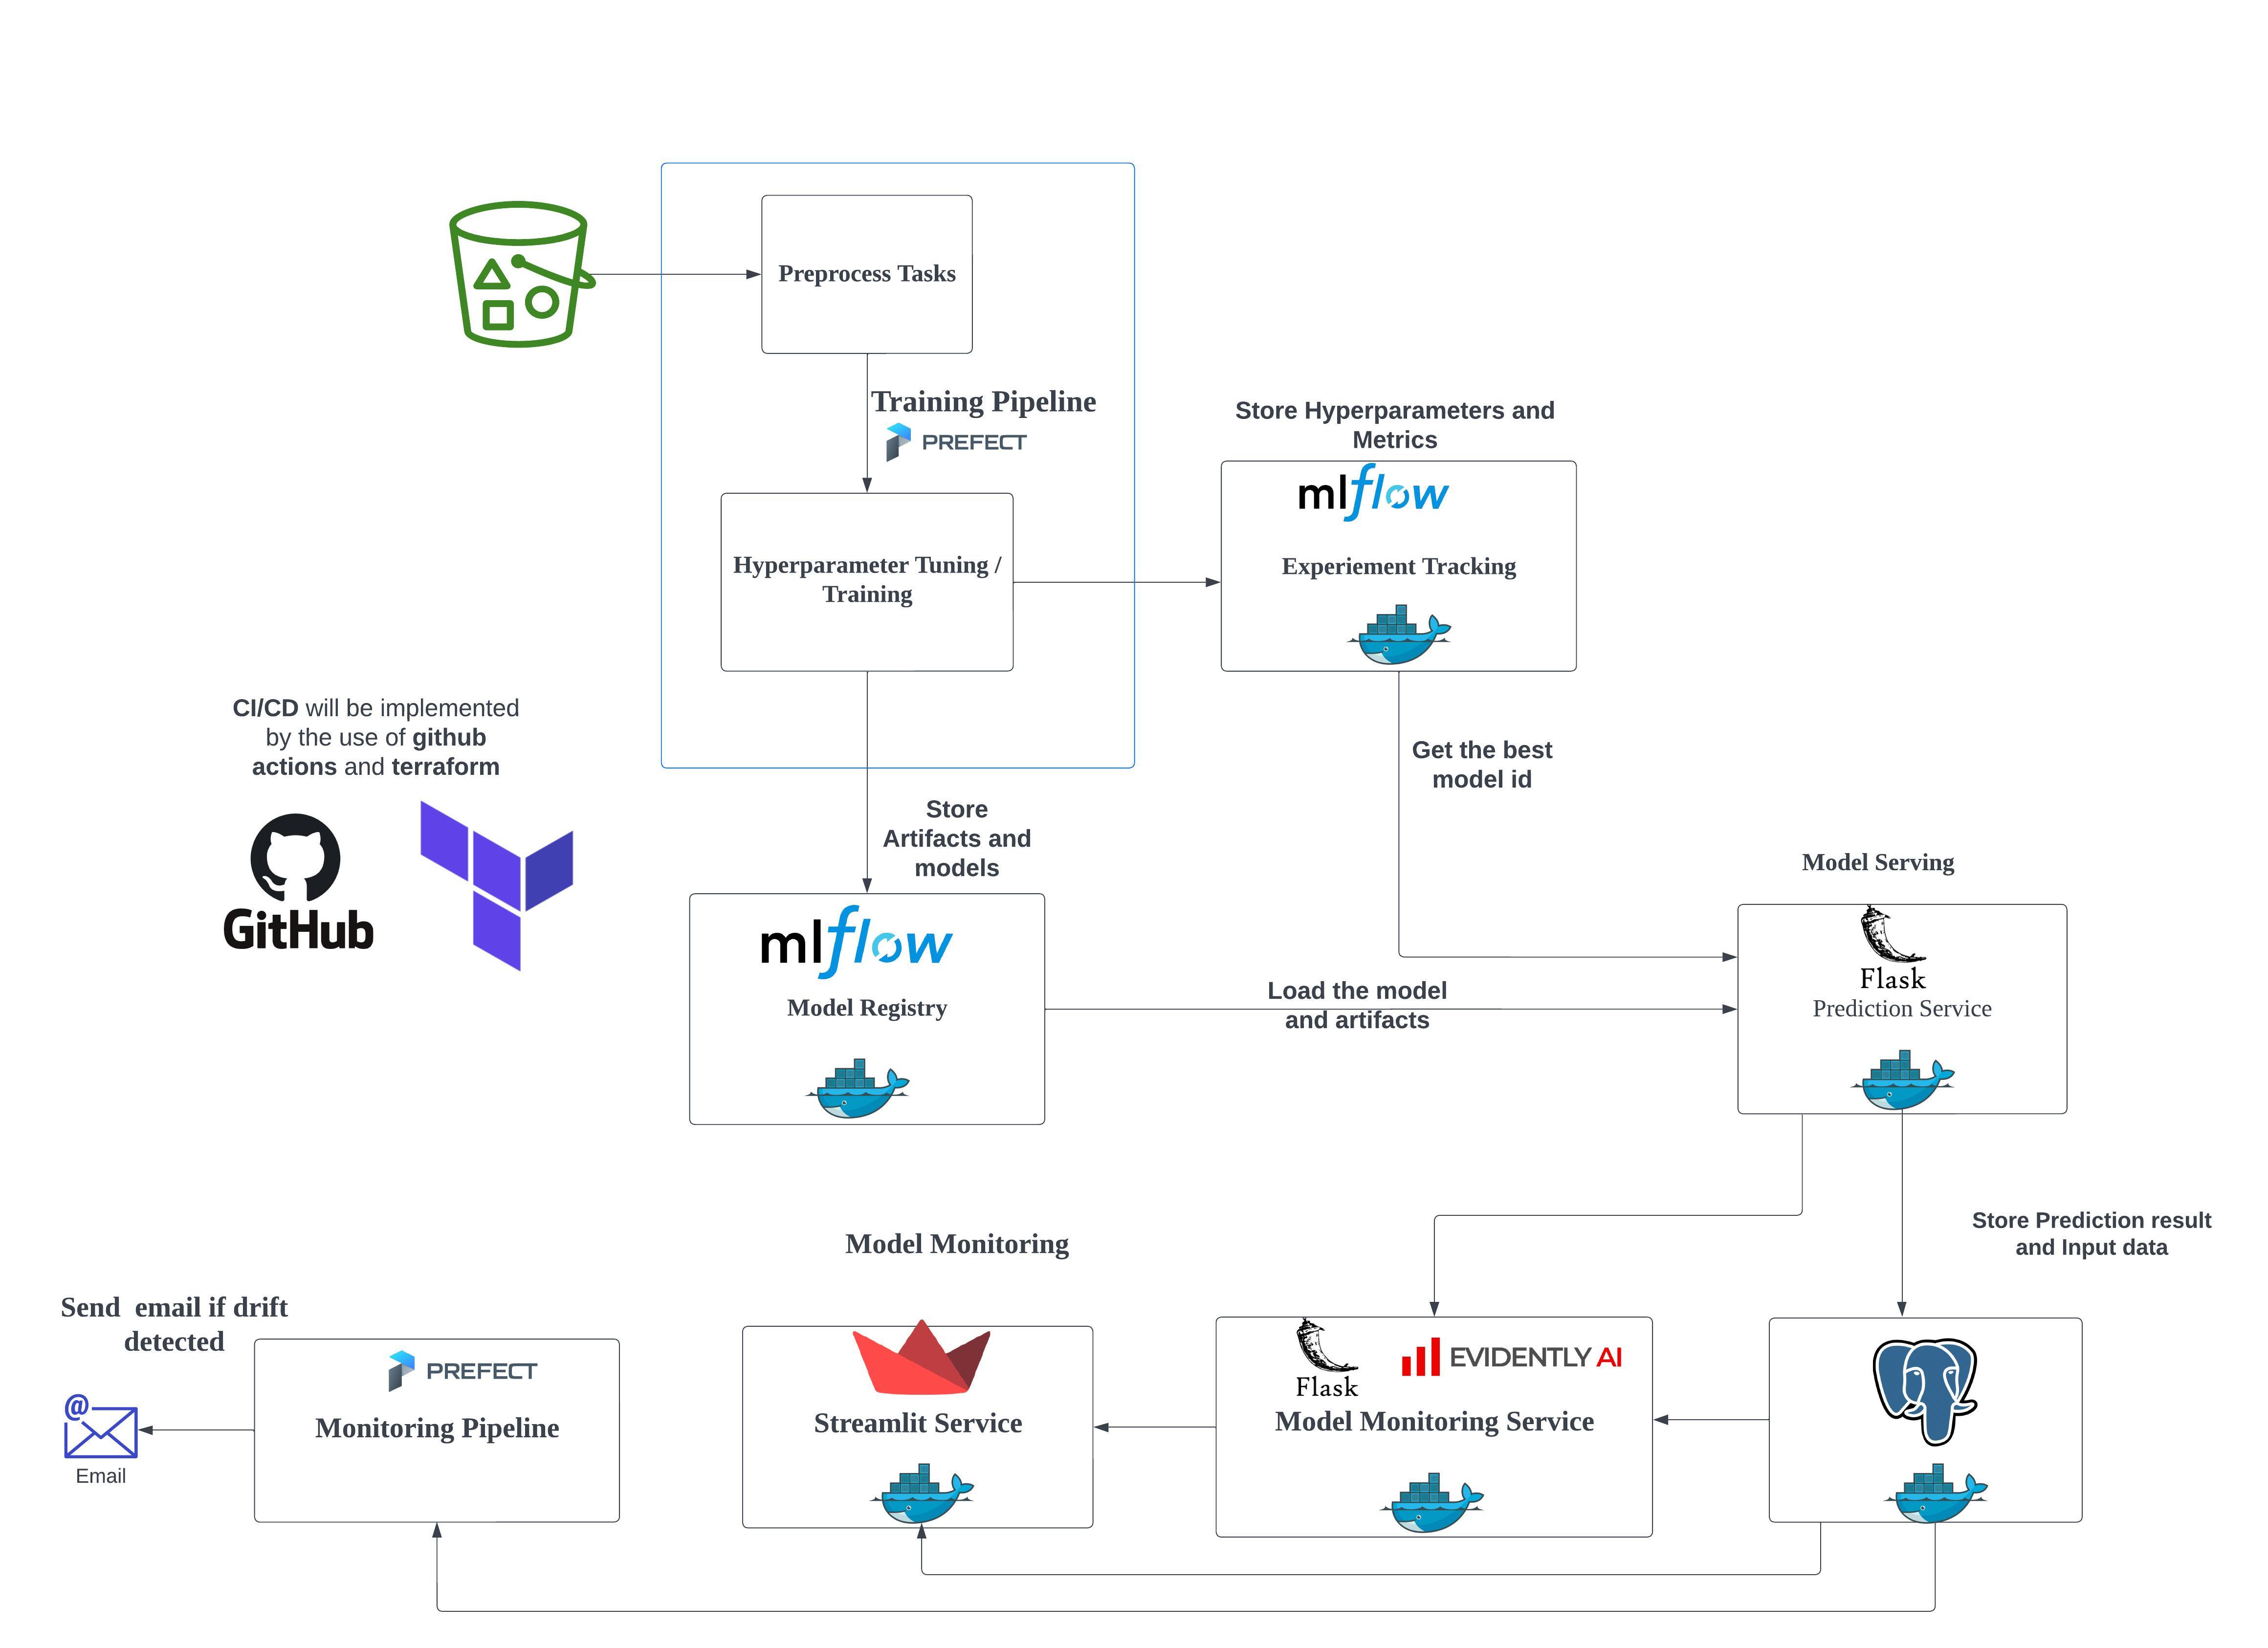 Preprocess Tasks
Training Pipeline
PREFECT
Store Hyperparameters and
Metrics
mlflow
Experiement Tracking
Hyperparameter Tuning /
Training
CI/CD will be implemented
by the use of github
actions and terraform
GitHub
Get the best
model id
Store
Artifacts and
models
mlflow
Model Registry
Load the model
and artifacts
Model Serving
Flask
Prediction Service
Store Prediction result
and Input data
Model Monitoring
Send  email if drift
detected
@
Email
PREFECT
Monitoring Pipeline
Streamlit Service
Flask
EVIDENTLY AI
Model Monitoring Service